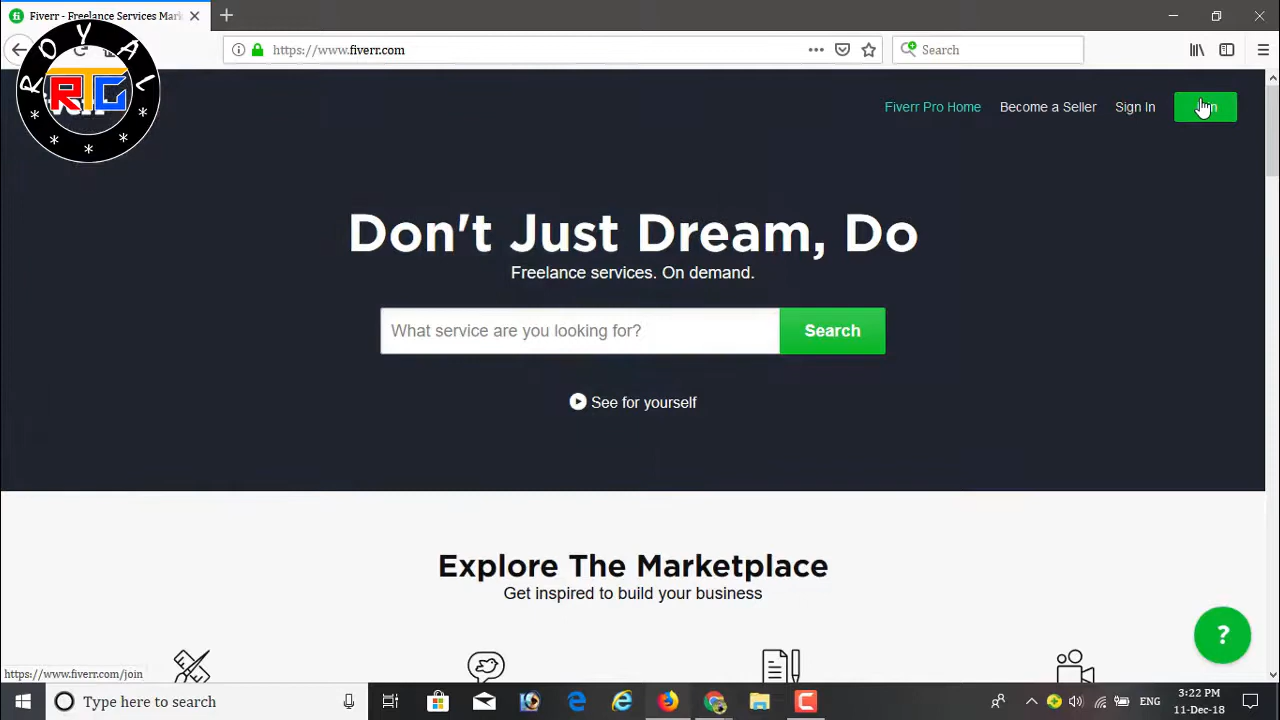 Fiverr - Freelance Services Mar
https://www.fiverr.com
Search
ROYAL
RTG
Fiverr Pro Home
Become a Seller
Sign In
Don't Just Dream, Do
Freelance services. On demand.
What service are you looking for?
Search
See for yourself
Explore The Marketplace
Get inspired to build your business
?
https://www.fiverr.com/join
Type here to search
ENG
3:22 PM
11-Dec-18